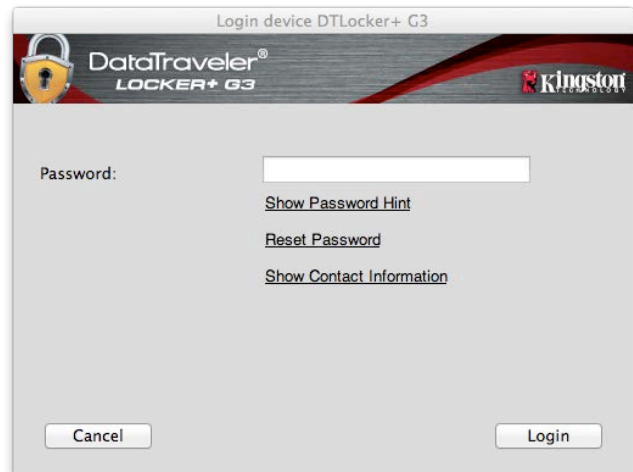 Login device DTLocker+ G3
DataTraveler®
LOCKER+ G3
Kingston
TECHNOLOGY
Password:
Show Password Hint
Reset Password
Show Contact Information
Cancel
Login